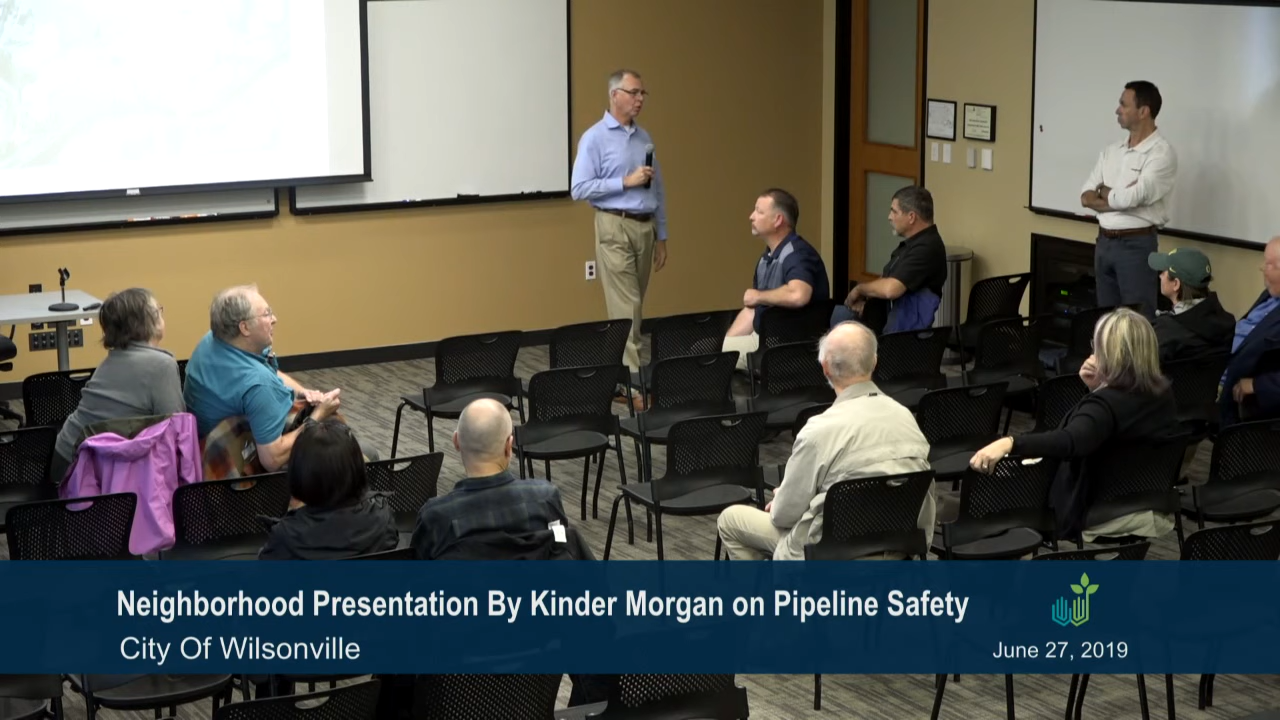 Neighborhood Presentation By Kinder Morgan on Pipeline Safety
City Of Wilsonville
June 27, 2019